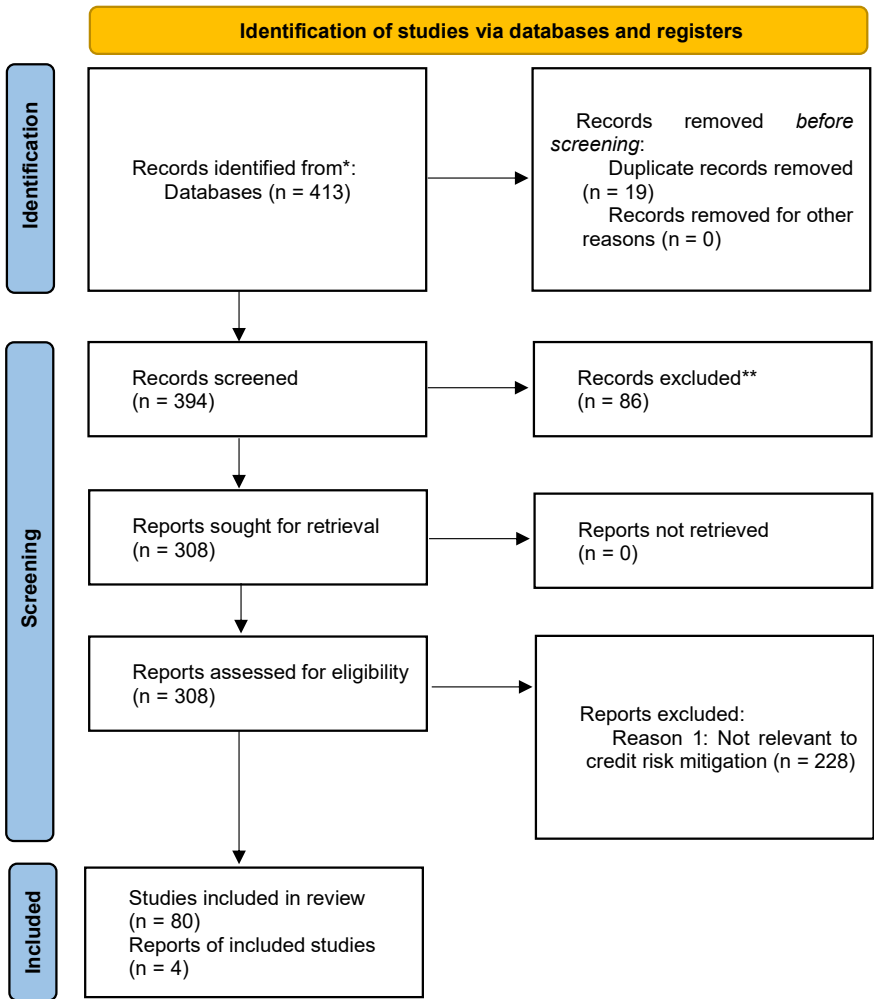 Identification of studies via databases and registers
Identification
Records identified from*:
Databases (n = 413)
Records removed before
screening:
Duplicate records removed
(n = 19)
Records removed for other
reasons (n = 0)
Screening
Records screened
(n = 394)
Records excluded**
(n = 86)
Reports sought for retrieval
(n = 308)
Reports not retrieved
(n = 0)
Reports assessed for eligibility
(n = 308)
Reports excluded:
Reason 1: Not relevant to
credit risk mitigation (n = 228)
Included
Studies included in review
(n = 80)
Reports of included studies
(n = 4)